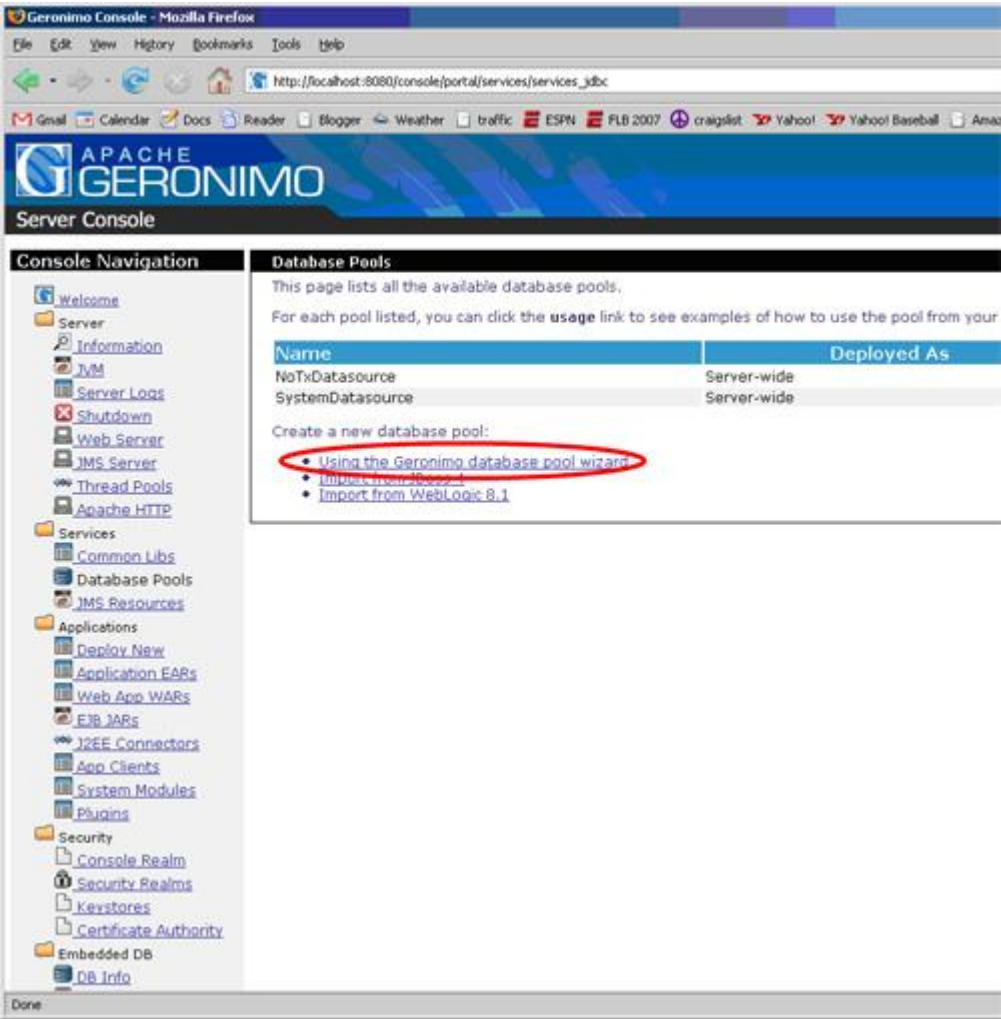 Geronimo Console - Mozilla Firefox
File Edit View History Bookmarks Tools Help
http://localhost:8080/console/portal/services/services_jdbc
Gmail Calendar Docs Reader Blogger Weather traffic ESPN FLB 2007 craigslist Yahoo! Yahoo! Baseball Amaz
APACHE
GERONIMO
Server Console
Console Navigation
Welcome
Server
Information
JVM
Server Logs
Shutdown
Web Server
JMS Server
Thread Pools
Apache HTTP
Services
Common Libs
Database Pools
JMS Resources
Applications
Deploy New
Application EARs
Web App WARs
EJB JARs
J2EE Connectors
App Clients
System Modules
Plugins
Security
Console Realm
Security Realms
Keystores
Certificate Authority
Embedded DB
DB Info
Database Pools
This page lists all the available database pools.
For each pool listed, you can click the usage link to see examples of how to use the pool from your
Name Deployed As
NoTxDatasource Server-wide
SystemDatasource Server-wide
Create a new database pool:
Using the Geronimo database pool wizard
Import from JBoss 4
Import from WebLogic 8.1
Done